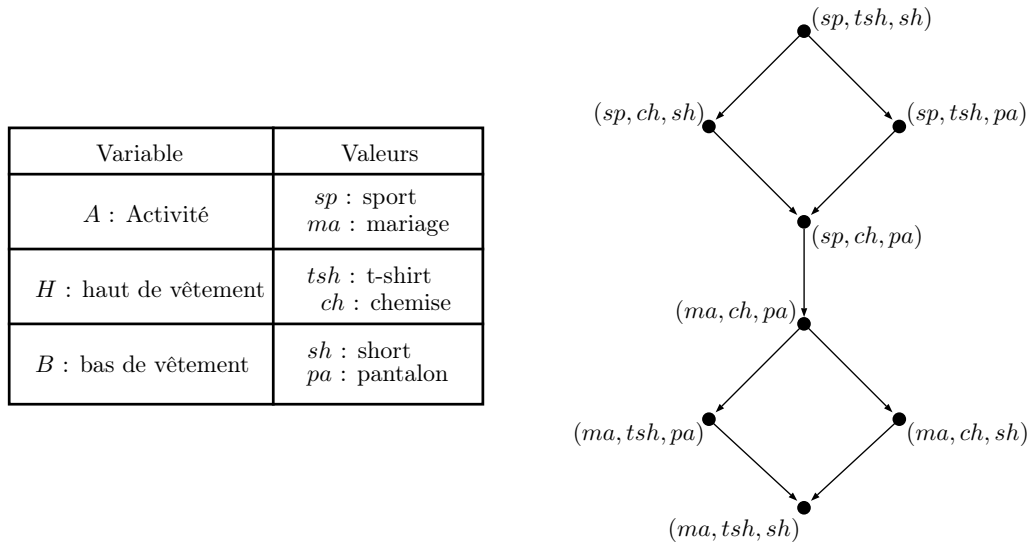 Variable Valeurs
A : Activité
sp : sport
ma : mariage
H : haut de vêtement
tsh : t-shirt
ch : chemise
B : bas de vêtement
sh : short
pa : pantalon
(sp, tsh, sh)
(sp, ch, sh) (sp, tsh, pa)
(sp, ch, pa)
(ma, ch, pa)
(ma, tsh, pa) (ma, ch, sh)
(ma, tsh, sh)